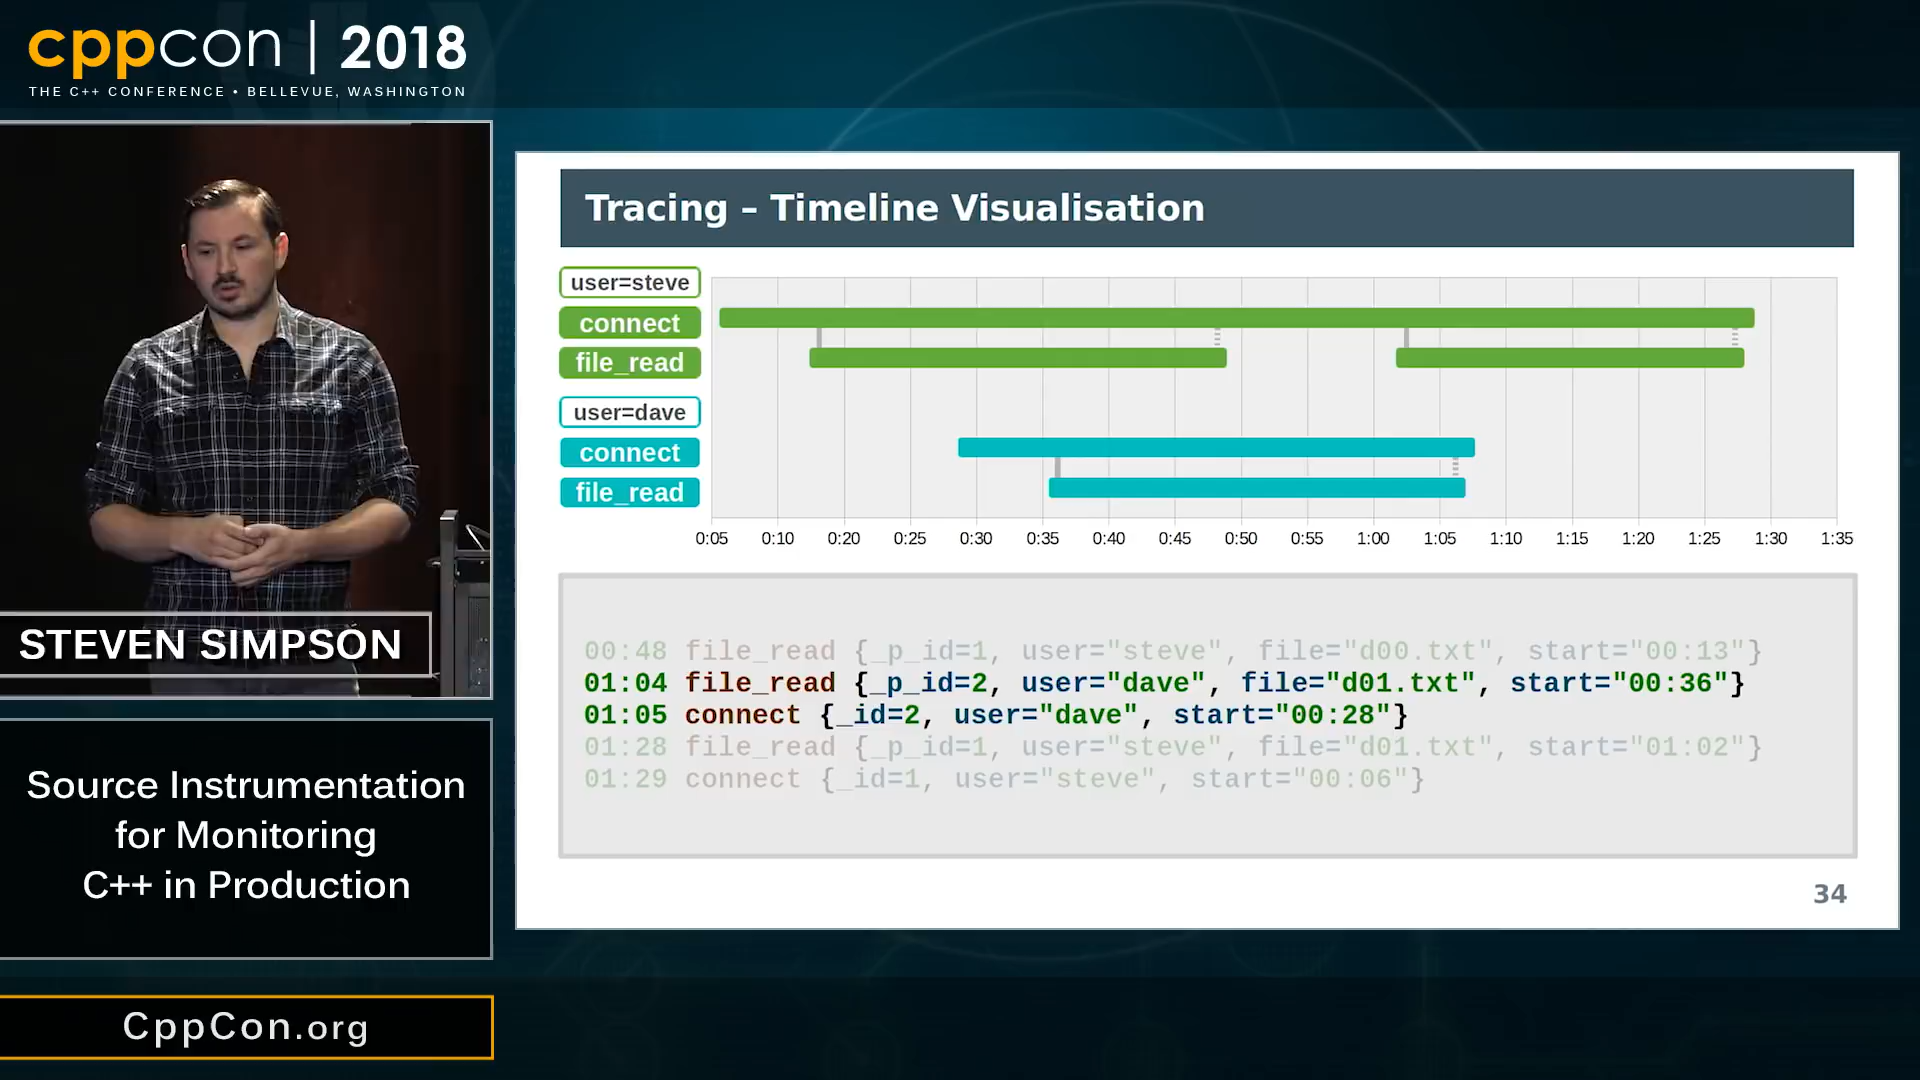 cppcon | 2018
THE C++ CONFERENCE • BELLEVUE, WASHINGTON
STEVEN SIMPSON
Source Instrumentation
for Monitoring
C++ in Production
CppCon.org
Tracing – Timeline Visualisation
user=steve
connect
file_read
user=dave
connect
file_read
0:05 0:10 0:20 0:25 0:30 0:35 0:40 0:45 0:50 0:55 1:00 1:05 1:10 1:15 1:20 1:25 1:30 1:35
00:48 file_read {_p_id=1, user="steve", file="d00.txt", start="00:13"}
01:04 file_read {_p_id=2, user="dave", file="d01.txt", start="00:36"}
01:05 connect {_id=2, user="dave", start="00:28"}
01:28 file_read {_p_id=1, user="steve", file="d01.txt", start="01:02"}
01:29 connect {_id=1, user="steve", start="00:06"}
34